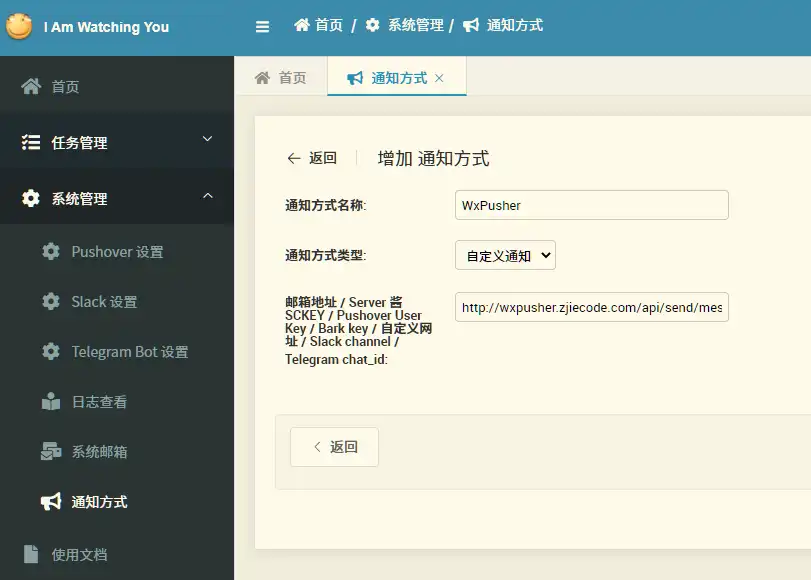 I Am Watching You
首页 / 系统管理 / 通知方式
首页
任务管理
系统管理
Pushover 设置
Slack 设置
Telegram Bot 设置
日志查看
系统邮箱
通知方式
使用文档
首页
通知方式 ×
返回
增加 通知方式
通知方式名称:
WxPusher
通知方式类型:
自定义通知
邮箱地址 / Server 酱
SCKEY / Pushover User
Key / Bark key / 自定义网
址 / Slack channel /
Telegram chat_id:
http://wxpusher.zjiecode.com/api/send/mes
返回